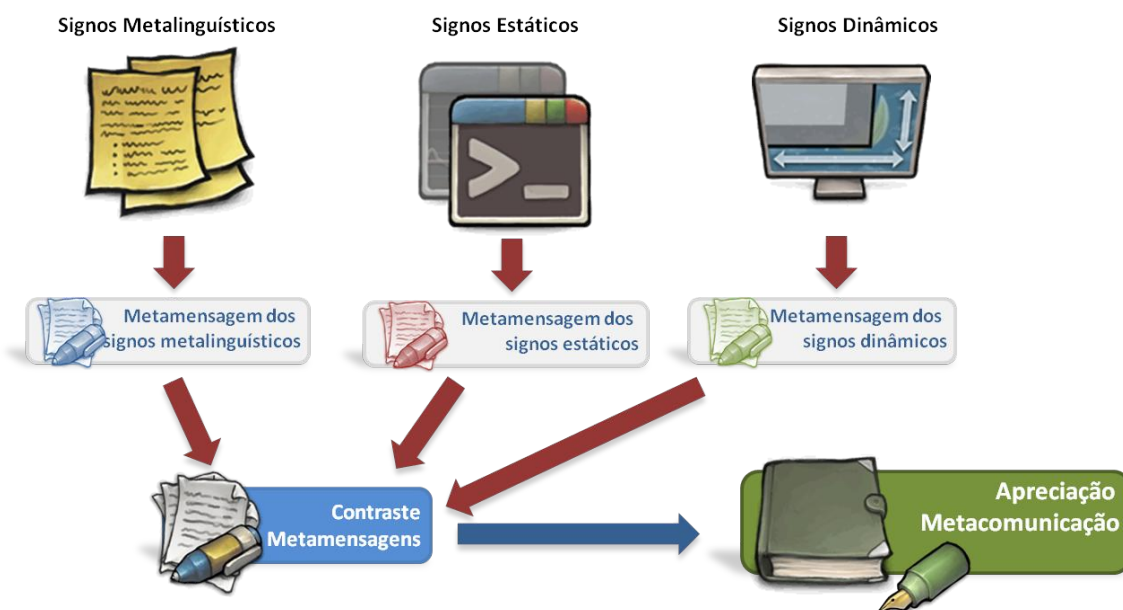 Signos Metalinguísticos
Signos Estáticos
Signos Dinâmicos
Metamensagem dos
signos metalinguísticos
Metamensagem dos
signos estáticos
Metamensagem dos
signos dinâmicos
Contraste
Metamensagens
Apreciação
Metacomunicação